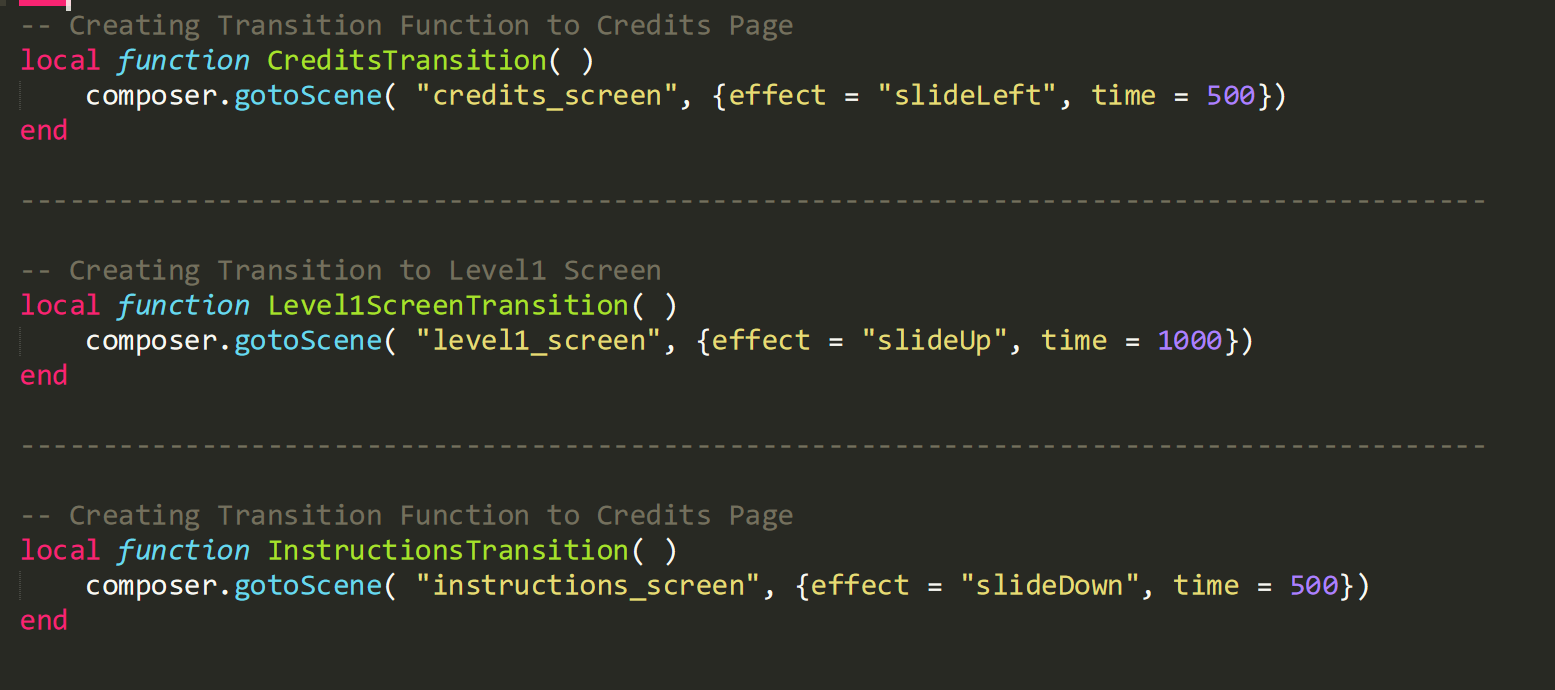 -- Creating Transition Function to Credits Page
local function CreditsTransition( )
    composer.gotoScene( "credits_screen", {effect = "slideLeft", time = 500})
end
-----------------------------------------------------------------------------------------
-- Creating Transition to Level1 Screen
local function Level1ScreenTransition( )
    composer.gotoScene( "level1_screen", {effect = "slideUp", time = 1000})
end
-----------------------------------------------------------------------------------------
-- Creating Transition Function to Credits Page
local function InstructionsTransition( )
    composer.gotoScene( "instructions_screen", {effect = "slideDown", time = 500})
end